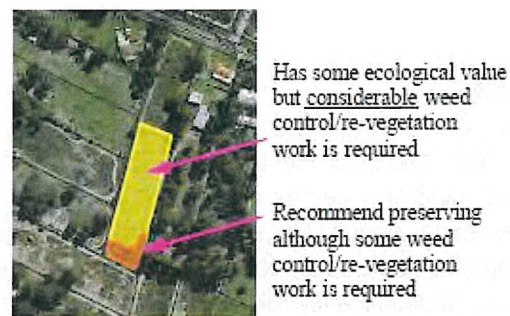 Has some ecological value
but considerable weed
control/re-vegetation
work is required
Recommend preserving
although some weed
control/re-vegetation
work is required